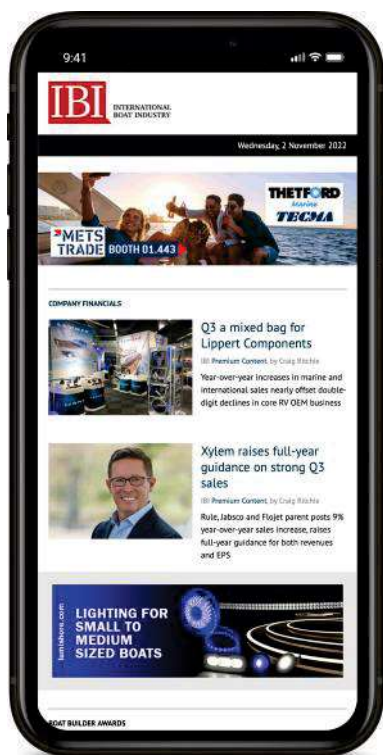 9:41
IBI INTERNATIONAL
BOAT INDUSTRY
Wednesday, 2 November 2022
THETFORD
Marine
TECMA
METS
TRADE BOOTH 01.443
COMPANY FINANCIALS
Q3 a mixed bag for
Lippert Components
IBI Premium Content, by Craig Ritchie
Year-over-year increases in marine and
international sales nearly offset double-
digit declines in core RV OEM business
Xylem raises full-year
guidance on strong Q3
sales
IBI Premium Content, by Craig Ritchie
Rule, Jabsco and Flojet parent posts 9%
year-over-year sales increase, raises
full-year guidance for both revenues
and EPS
lumishore.com
LIGHTING FOR
SMALL TO
MEDIUM
SIZED BOATS
BOAT BUILDER AWARDS